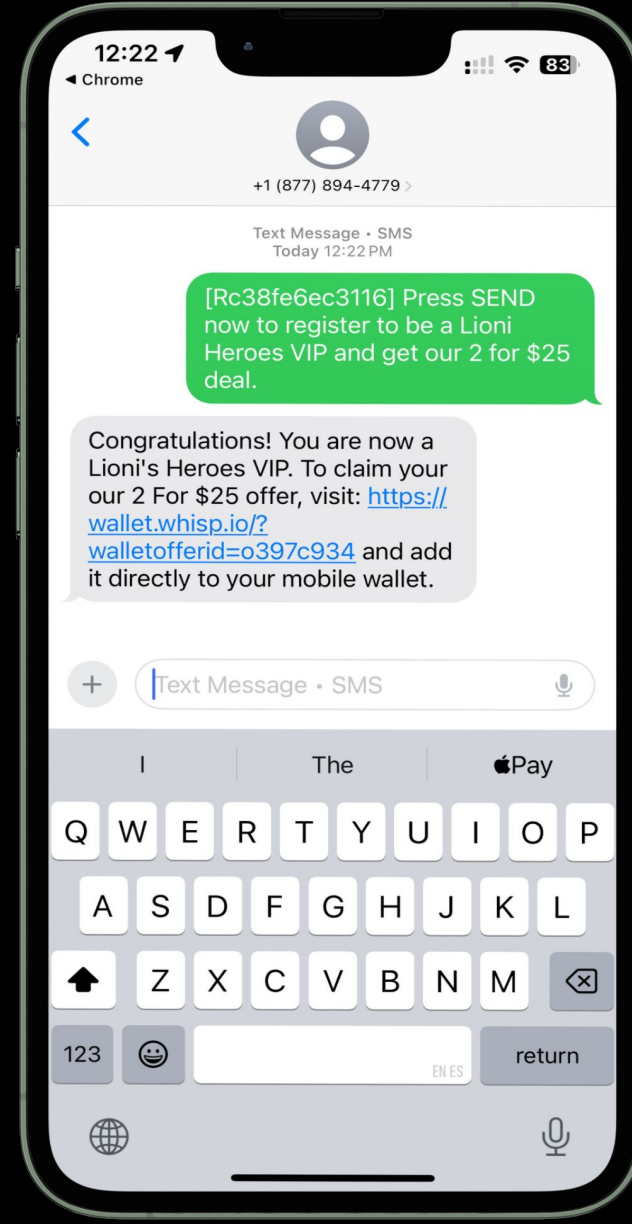 12:22
83
◀ Chrome
+1 (877) 894-4779 >
Text Message • SMS
Today 12:22 PM
[Rc38fe6ec3116] Press SEND
now to register to be a Lioni
Heroes VIP and get our 2 for $25
deal.
Congratulations! You are now a
Lioni's Heroes VIP. To claim your
our 2 For $25 offer, visit: https://
wallet.whisp.io/?
walletofferid=o397c934 and add
it directly to your mobile wallet.
Text Message • SMS
I The Pay
Q W E R T Y U I O P
A S D F G H J K L
Z X C V B N M
123 EN ES return